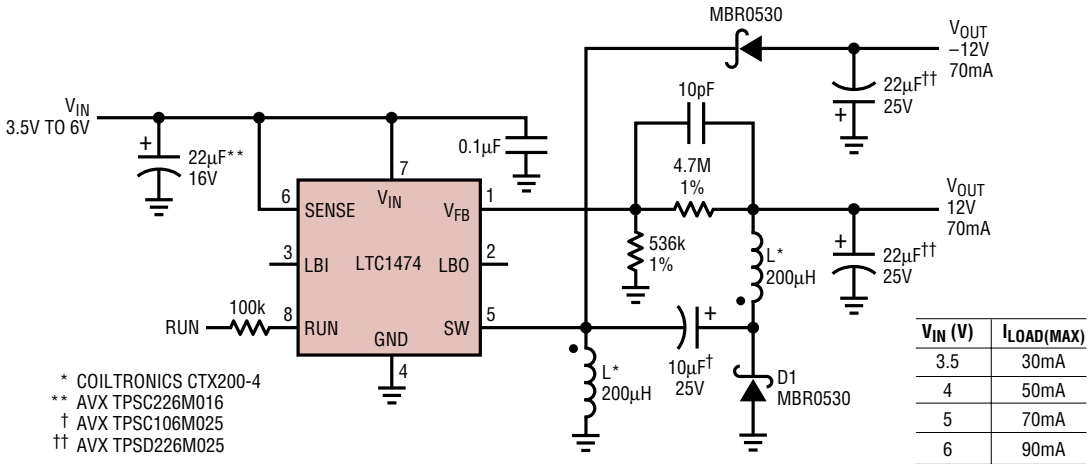 MBR0530
VOUT
–12V
70mA
22µF††
25V
+
10pF
VIN
3.5V TO 6V
+
22µF**
16V
0.1µF
4.7M
1%
7
VIN
6
SENSE
VFB
1
VOUT
12V
70mA
536k
1%
L*
200µH
+
22µF††
25V
3
LBI
LTC1474
LBO
2
RUN
100k
8
RUN
SW
5
GND
4
L*
200µH
+
10µF†
25V
D1
MBR0530
* COILTRONICS CTX200-4
** AVX TPSC226M016
† AVX TPSC106M025
†† AVX TPSD226M025
VIN (V) ILOAD(MAX)
3.5 30mA
4 50mA
5 70mA
6 90mA